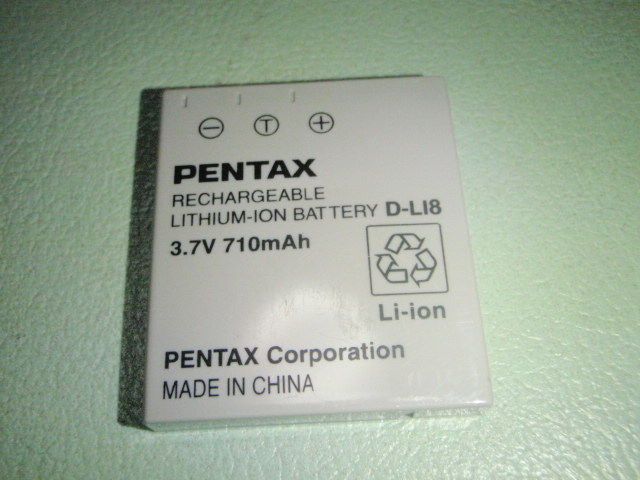 − T +
PENTAX
RECHARGEABLE
LITHIUM-ION BATTERY D-LI8
3.7V 710mAh
Li-ion
PENTAX Corporation
MADE IN CHINA